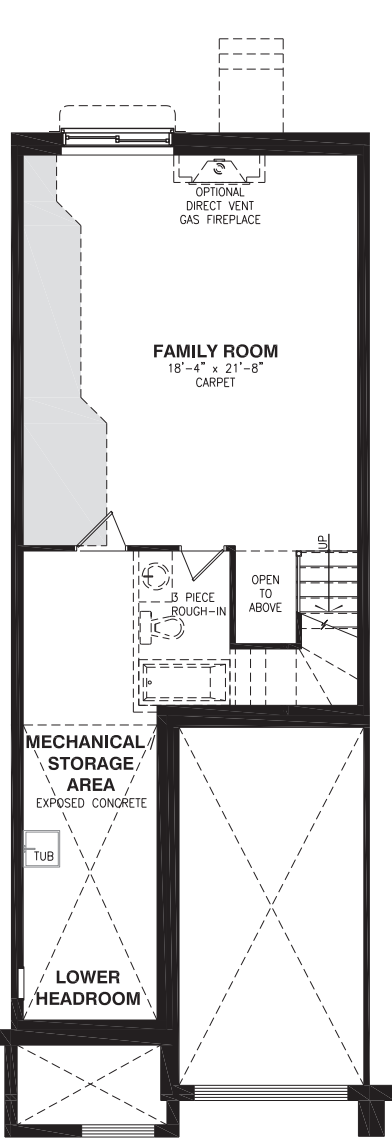 OPTIONAL
DIRECT VENT
GAS FIREPLACE
FAMILY ROOM
18'-4" x 21'-8"
CARPET
UP
OPEN
TO
ABOVE
3 PIECE
ROUGH-IN
MECHANICAL/
STORAGE
AREA
EXPOSED CONCRETE
TUB
LOWER
HEADROOM